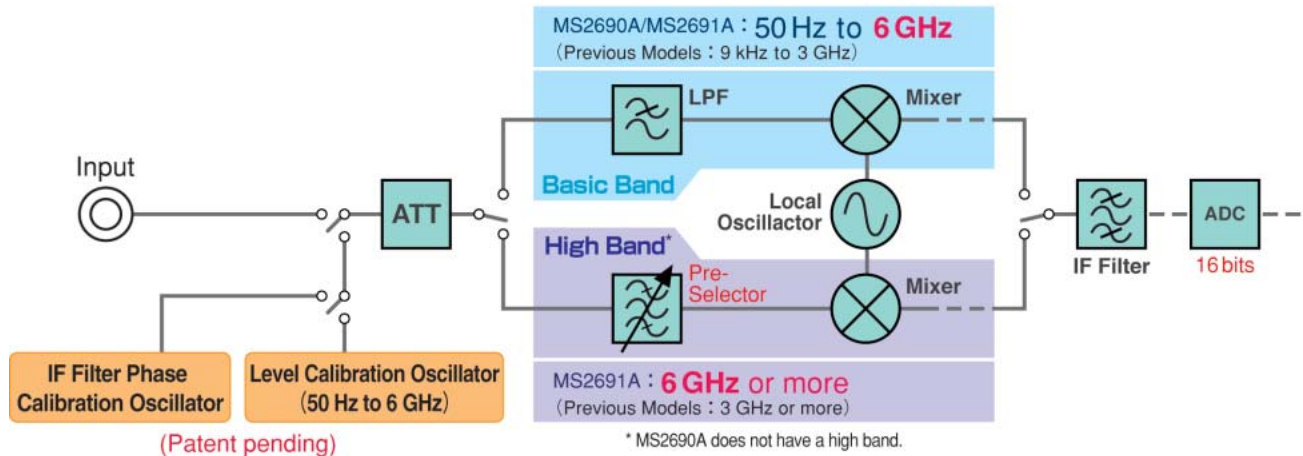 MS2690A/MS2691A : 50 Hz to 6 GHz
(Previous Models : 9 kHz to 3 GHz)
LPF
Mixer
Basic Band
Input
ATT
Local
Oscillactor
IF Filter
ADC
16 bits
High Band*
Pre-
Selector
Mixer
IF Filter Phase
Calibration Oscillator
Level Calibration Oscillator
(50 Hz to 6 GHz)
(Patent pending)
MS2691A : 6 GHz or more
(Previous Models : 3 GHz or more)
* MS2690A does not have a high band.